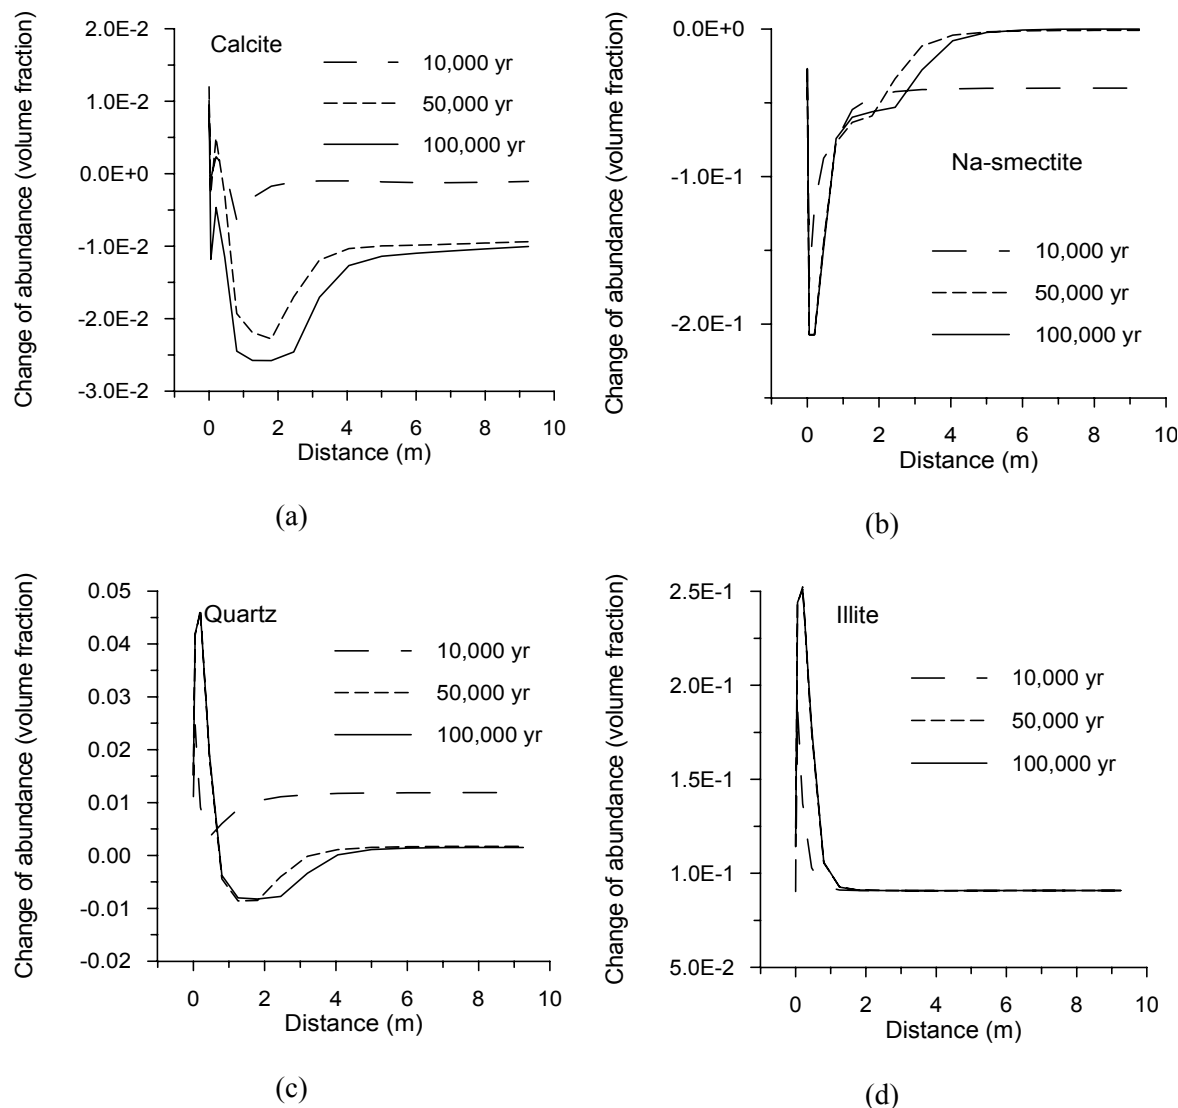 Change of abundance (volume fraction)
2.0E-2
1.0E-2
0.0E+0
-1.0E-2
-2.0E-2
-3.0E-2
Calcite
10,000 yr
50,000 yr
100,000 yr
0 2 4 6 8 10
Distance (m)
(a)
Change of abundance (volume fraction)
0.0E+0
-1.0E-1
-2.0E-1
Na-smectite
10,000 yr
50,000 yr
100,000 yr
0 2 4 6 8 10
Distance (m)
(b)
Change of abundance (volume fraction)
0.05
0.04
0.03
0.02
0.01
0.00
-0.01
-0.02
Quartz
10,000 yr
50,000 yr
100,000 yr
0 2 4 6 8 10
Distance (m)
(c)
Change of abundance (volume fraction)
2.5E-1
2.0E-1
1.5E-1
1.0E-1
5.0E-2
Illite
10,000 yr
50,000 yr
100,000 yr
0 2 4 6 8 10
Distance (m)
(d)